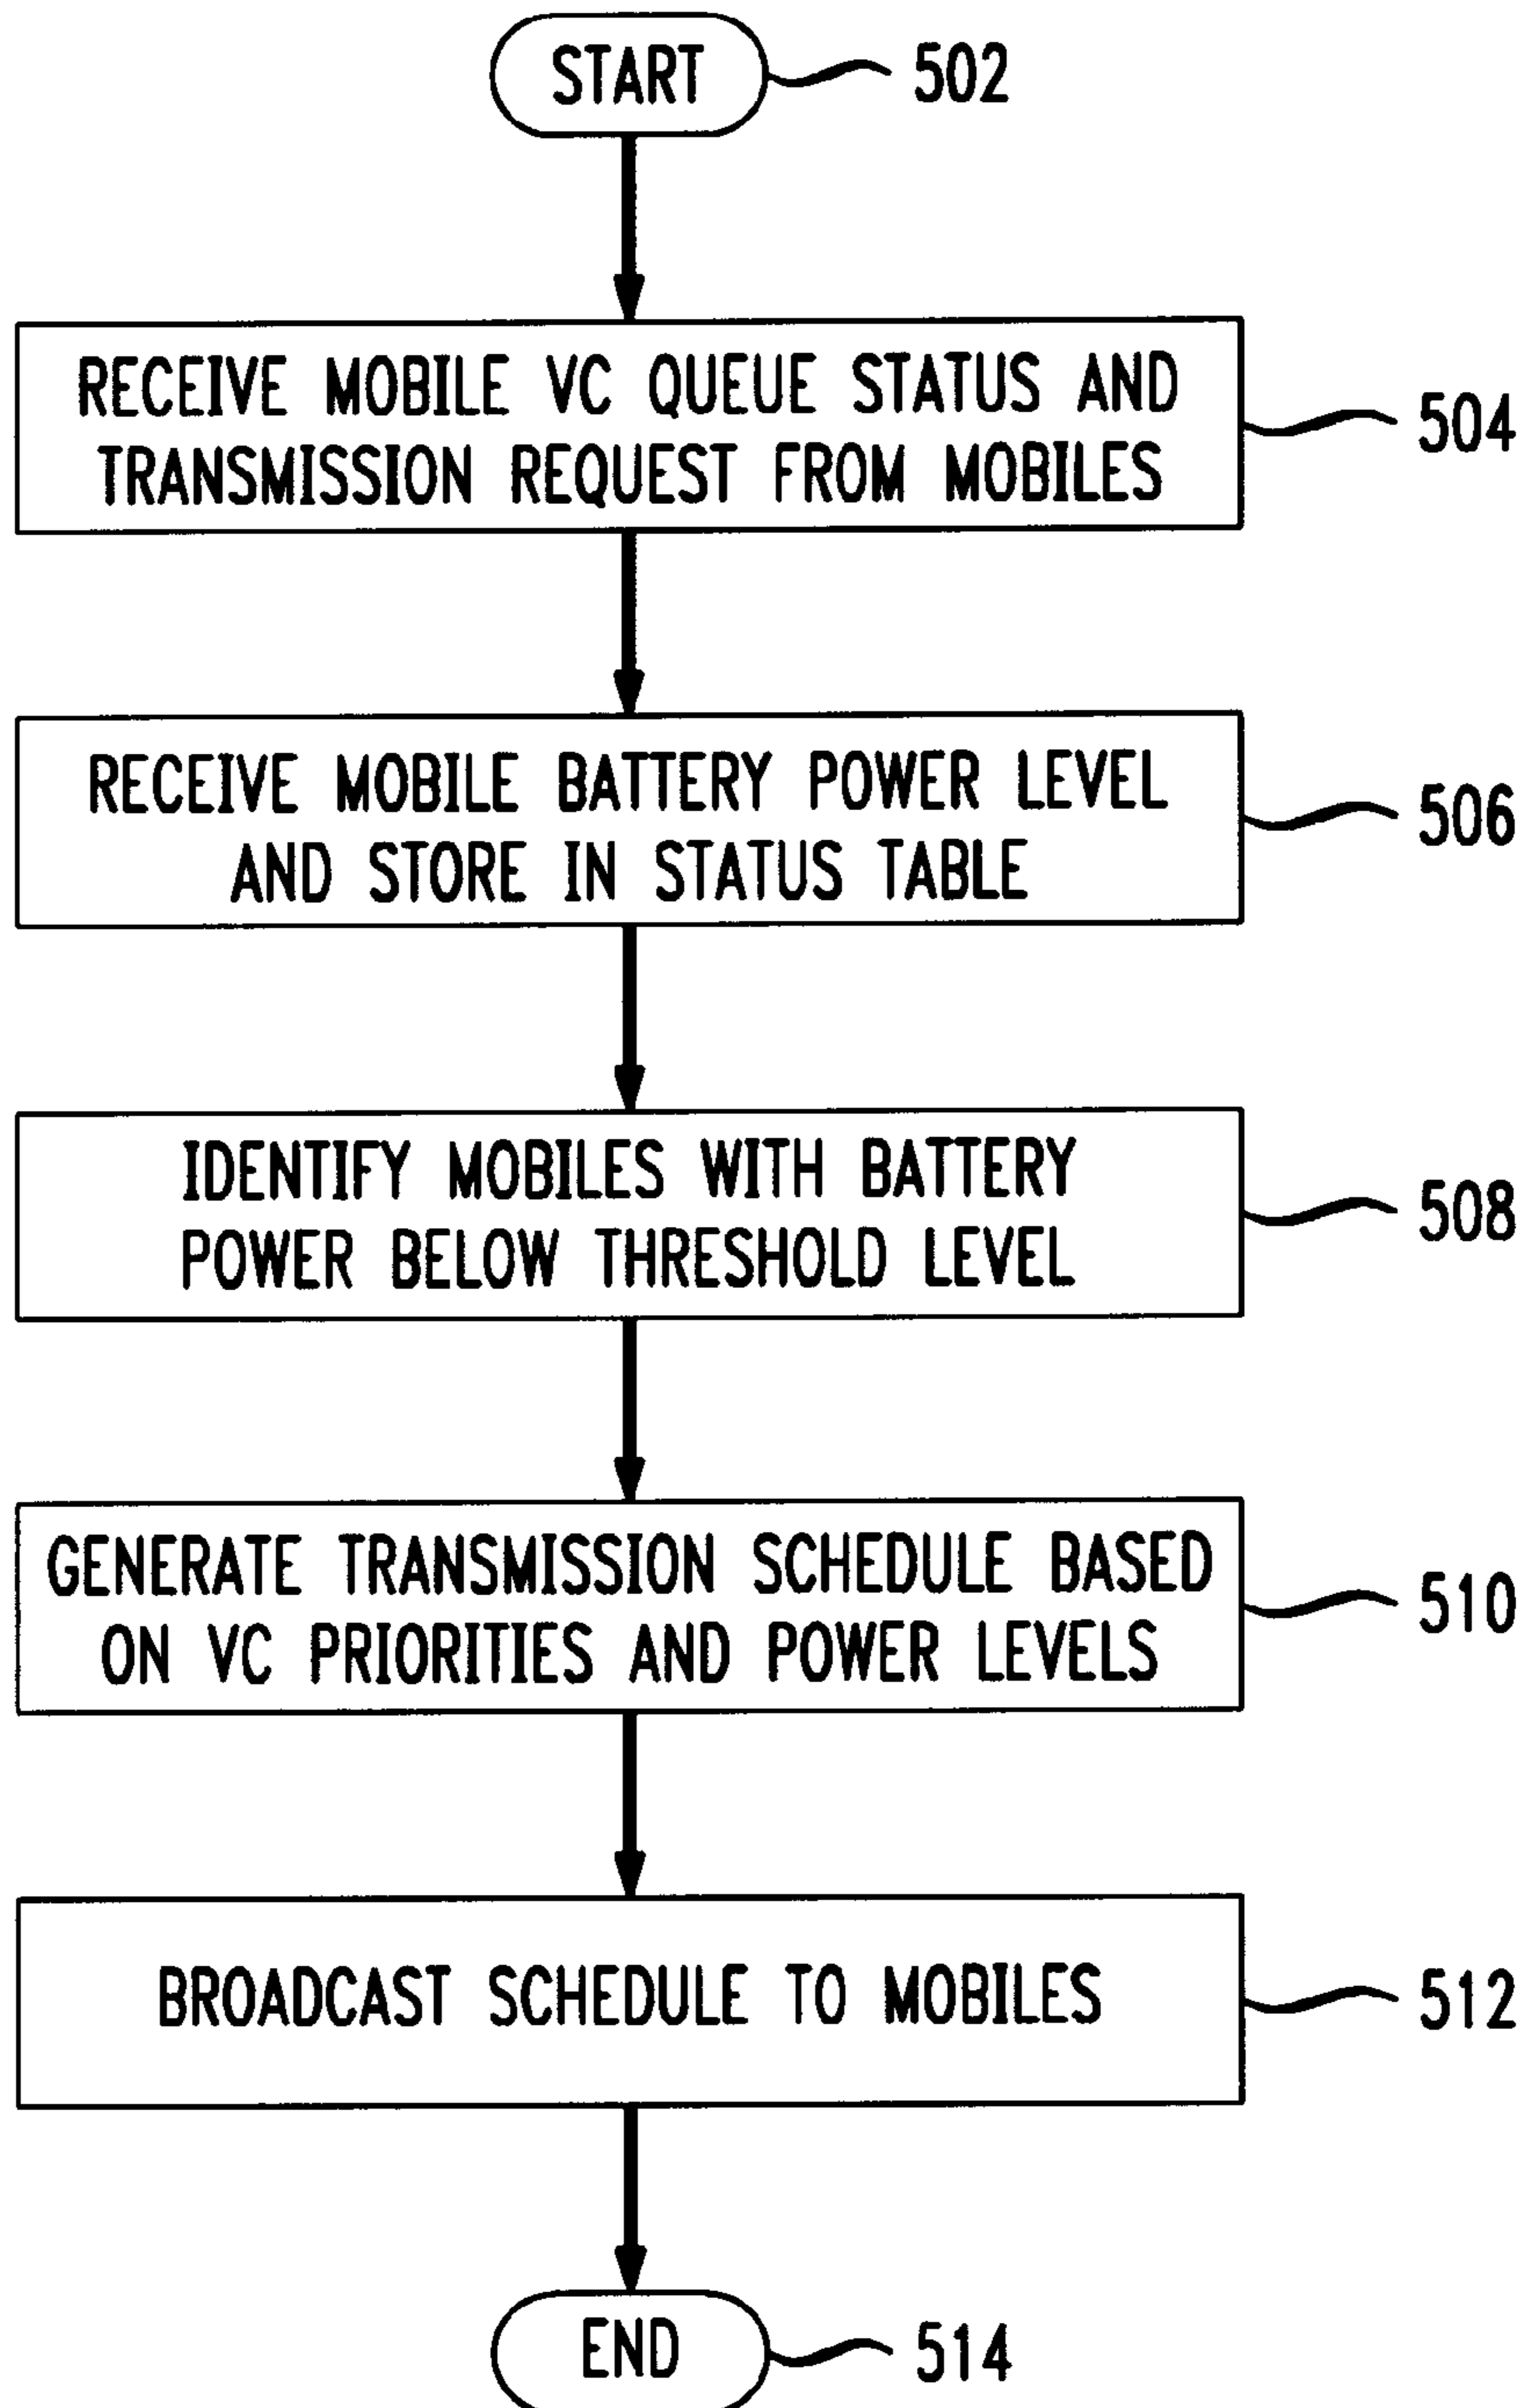 START
502
RECEIVE MOBILE VC QUEUE STATUS AND
TRANSMISSION REQUEST FROM MOBILES
504
RECEIVE MOBILE BATTERY POWER LEVEL
AND STORE IN STATUS TABLE
506
IDENTIFY MOBILES WITH BATTERY
POWER BELOW THRESHOLD LEVEL
508
GENERATE TRANSMISSION SCHEDULE BASED
ON VC PRIORITIES AND POWER LEVELS
510
BROADCAST SCHEDULE TO MOBILES
512
END
514